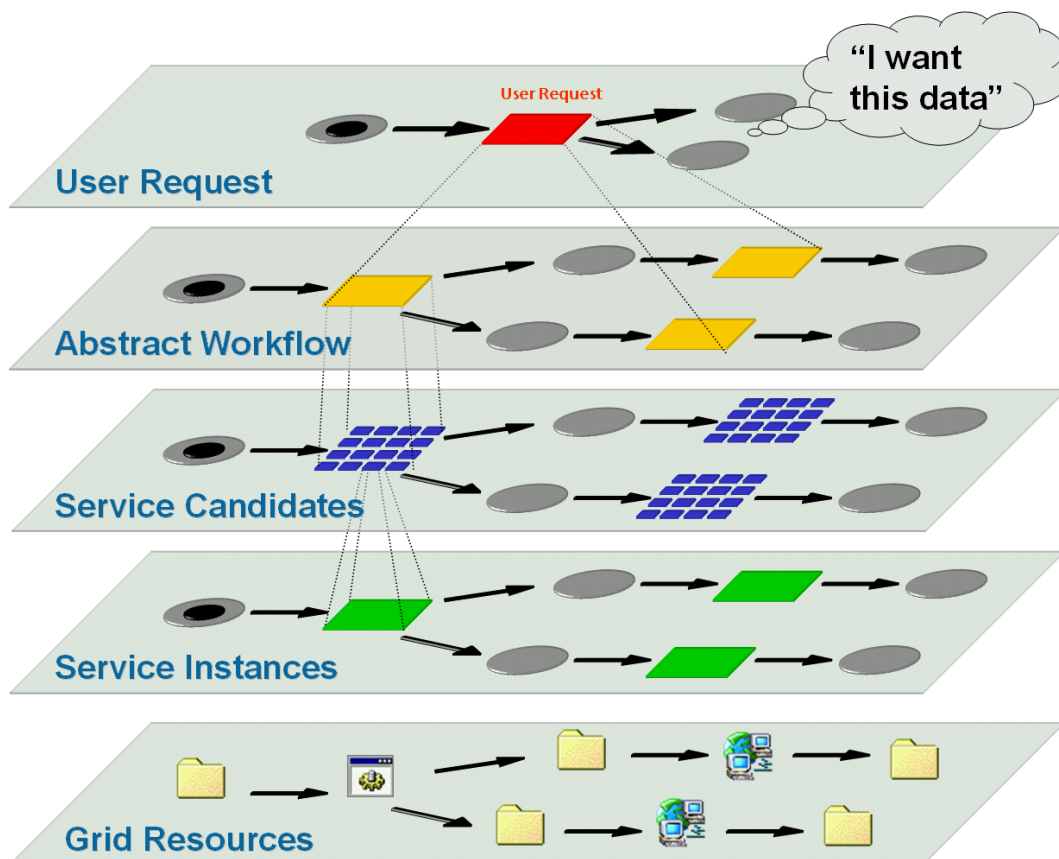 “I want
this data”
User Request
User Request
Abstract Workflow
Service Candidates
Service Instances
Grid Resources